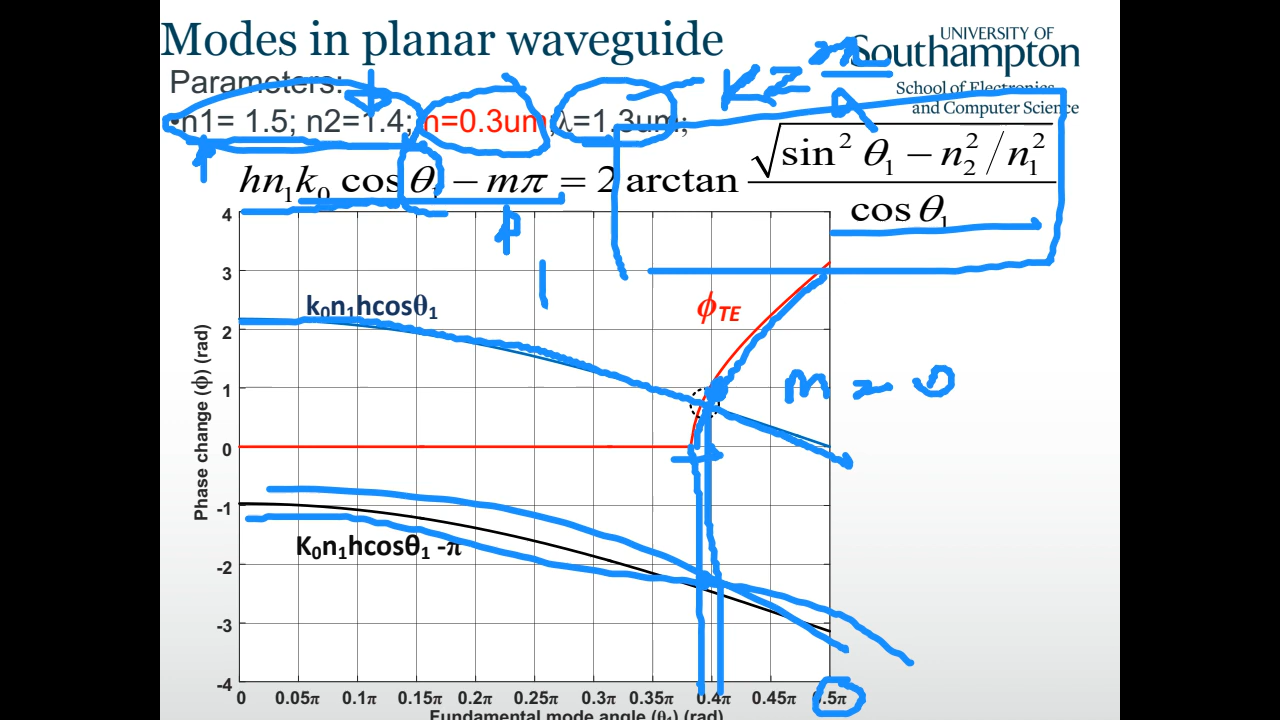 Modes in planar waveguide
UNIVERSITY OF
Southampton
School of Electronics
and Computer Science
Parameters:
•n1= 1.5; n2=1.4; h=0.3um;λ=1.3um;
hn₁k₀ cos θ₁ − mπ = 2 arctan √(sin² θ₁ − n₂²/n₁²) / cos θ₁
4
3
2
1
0
-1
-2
-3
-4
Phase change (ϕ) (rad)
k₀n₁hcosθ₁
ϕTE
m = 0
K₀n₁hcosθ₁ -π
0 0.05π 0.1π 0.15π 0.2π 0.25π 0.3π 0.35π 0.4π 0.45π 0.5π
Fundamental mode angle (θ₁) (rad)